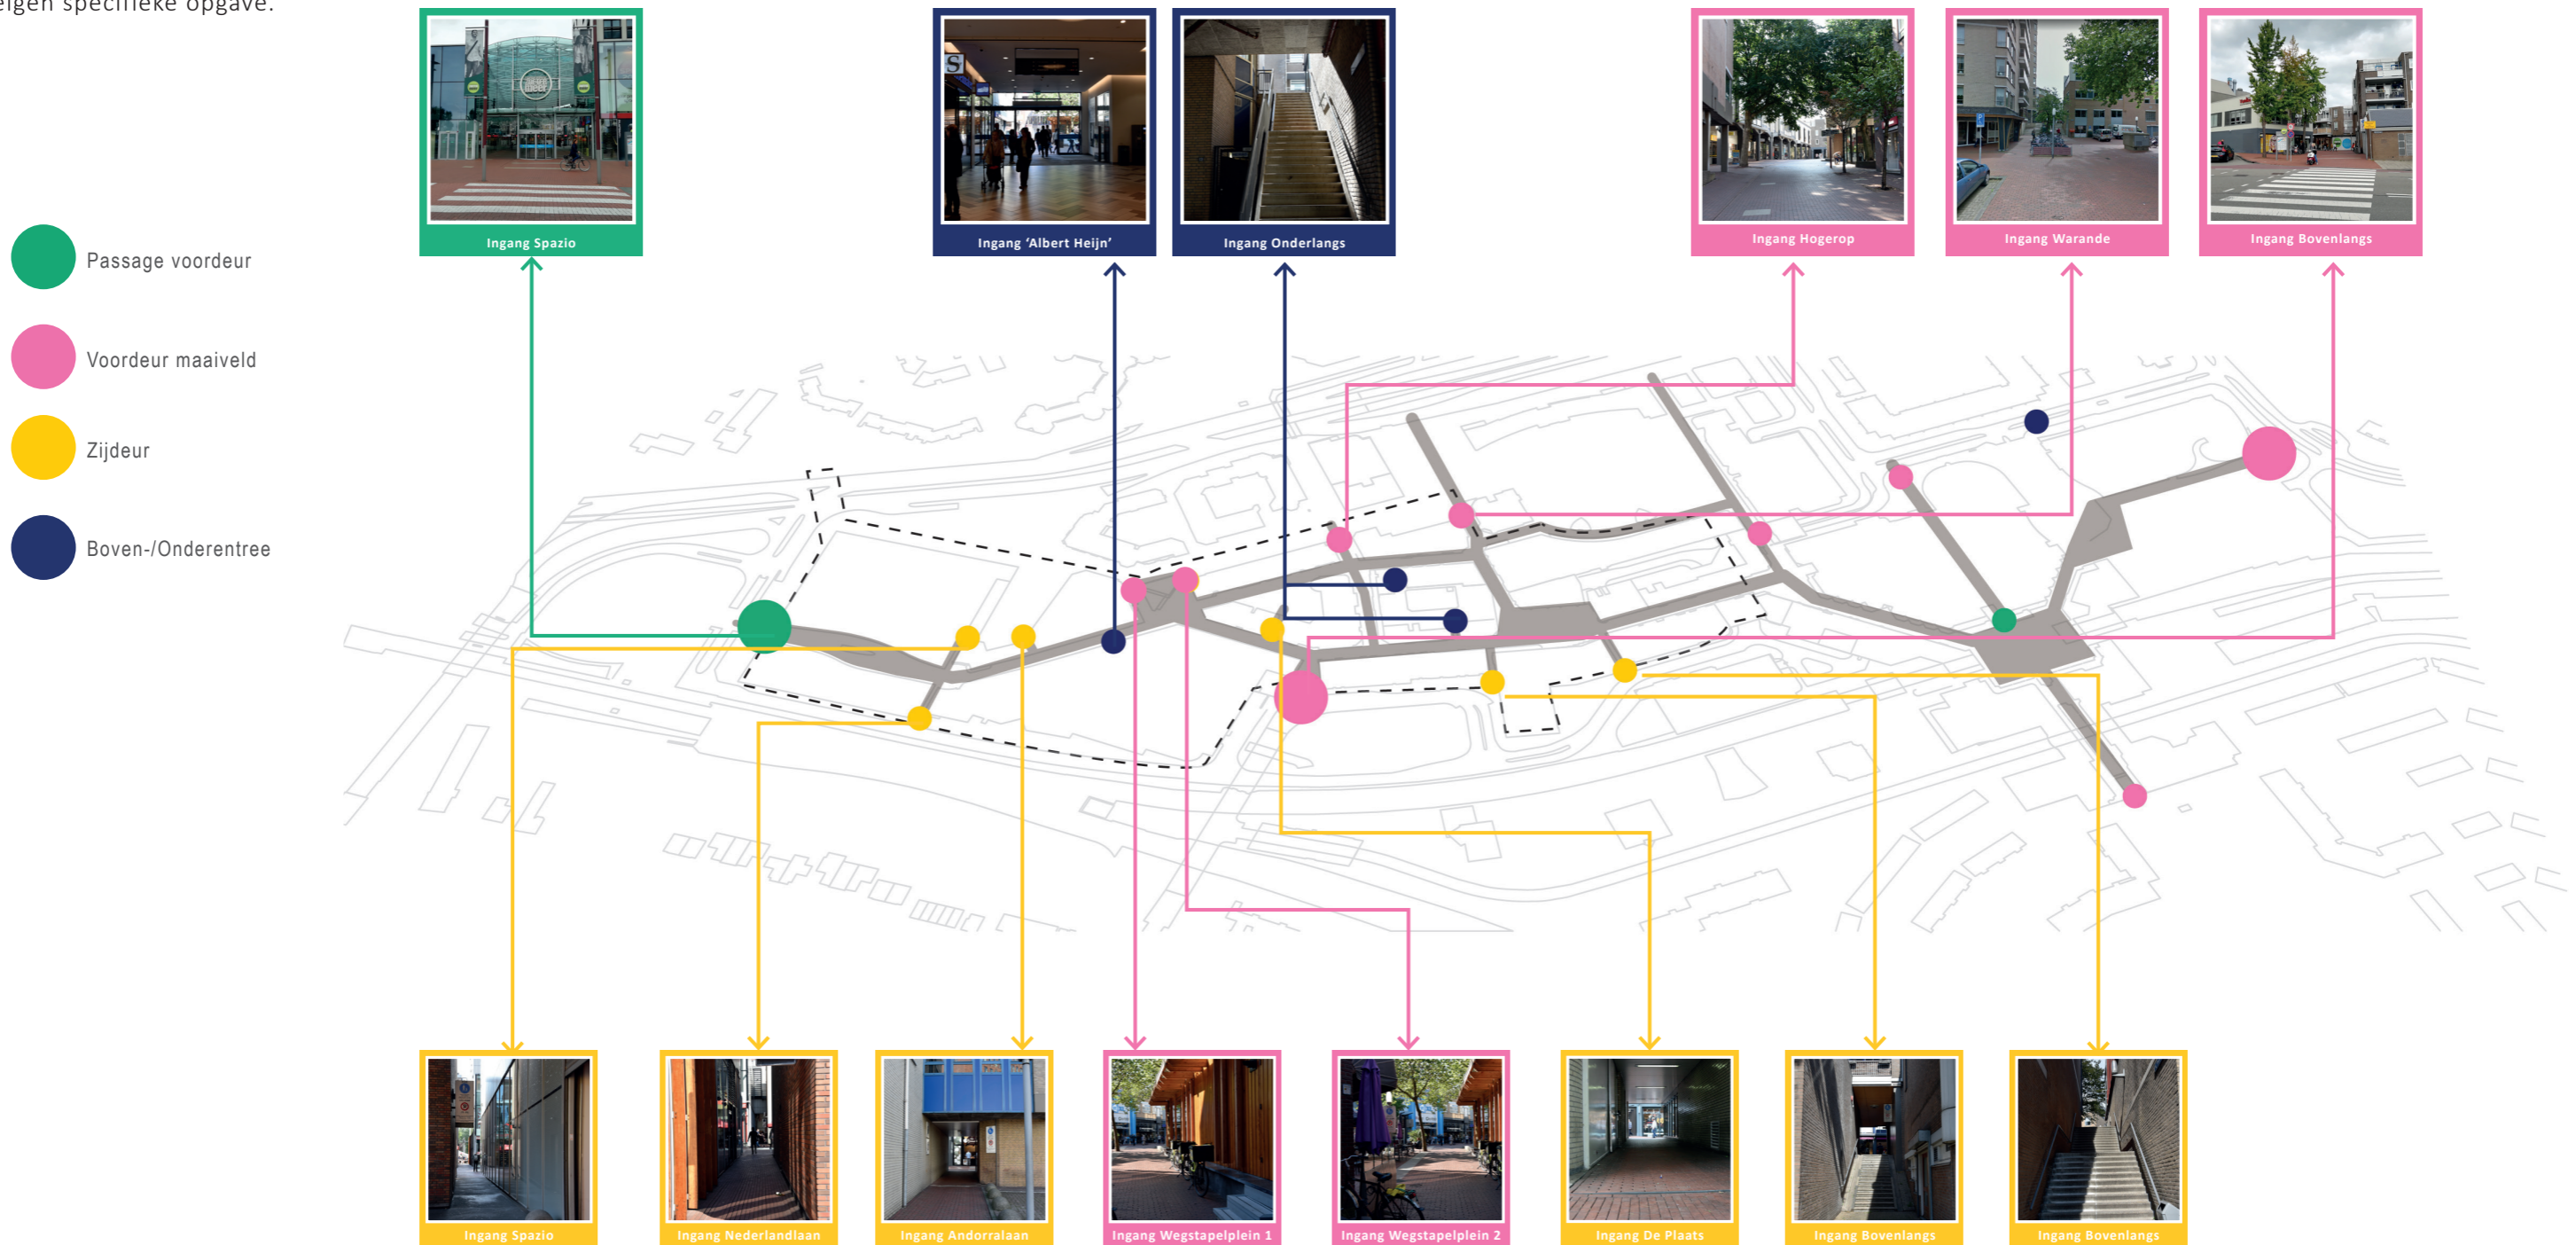 eigen specifieke opgave.
Ingang Spazio
Ingang ‘Albert Heijn’
Ingang Onderlangs
Ingang Hogerop
Ingang Warande
Ingang Bovenlangs
Passage voordeur
Voordeur maaiveld
Zijdeur
Boven-/Onderentree
Ingang Spazio
Ingang Nederlandlaan
Ingang Andorralaan
Ingang Wegstapelplein 1
Ingang Wegstapelplein 2
Ingang De Plaats
Ingang Bovenlangs
Ingang Bovenlangs